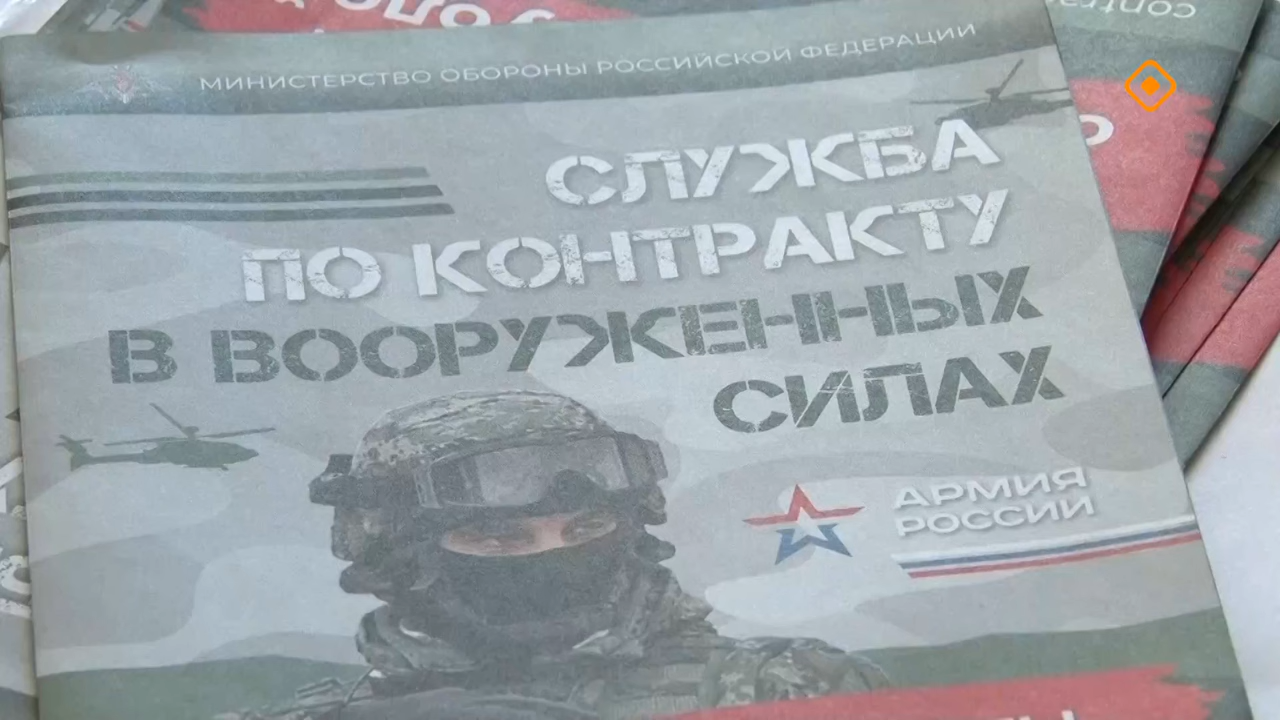 МИНИСТЕРСТВО ОБОРОНЫ РОССИЙСКОЙ ФЕДЕРАЦИИ
СЛУЖБА
ПО КОНТРАКТУ
В ВООРУЖЕННЫХ
СИЛАХ
АРМИЯ
РОССИИ